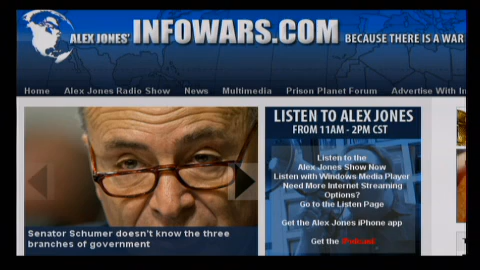 ALEX JONES' INFOWARS.COM BECAUSE THERE IS A WAR
Home Alex Jones Radio Show News Multimedia Prison Planet Forum Advertise With In
LISTEN TO ALEX JONES
FROM 11AM - 2PM CST
Listen to the
Alex Jones Show Now
Listen with Windows Media Player
Need More Internet Streaming
Options?
Go to the Listen Page
Get the Alex Jones iPhone app
Get the iPodcast
Senator Schumer doesn't know the three
branches of government